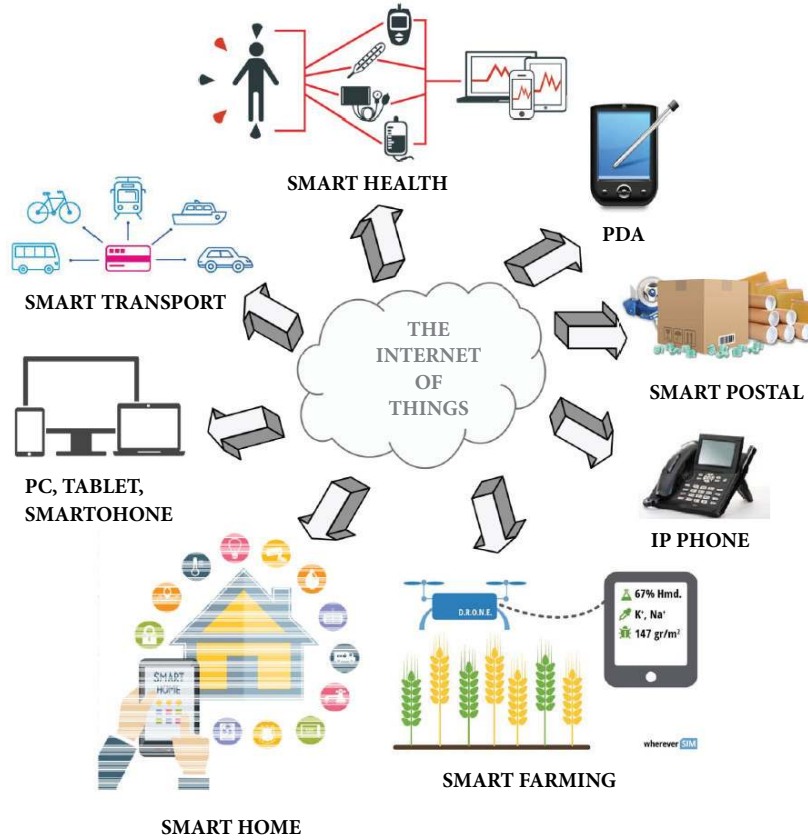 SMART HEALTH
PDA
SMART TRANSPORT
THE
INTERNET
OF
THINGS
SMART POSTAL
PC, TABLET,
SMARTOHONE
IP PHONE
D.R.O.N.E.
67% Hmd.
K⁺, Na⁺
147 gr/m²
SMART
HOME
wherever SIM
SMART FARMING
SMART HOME